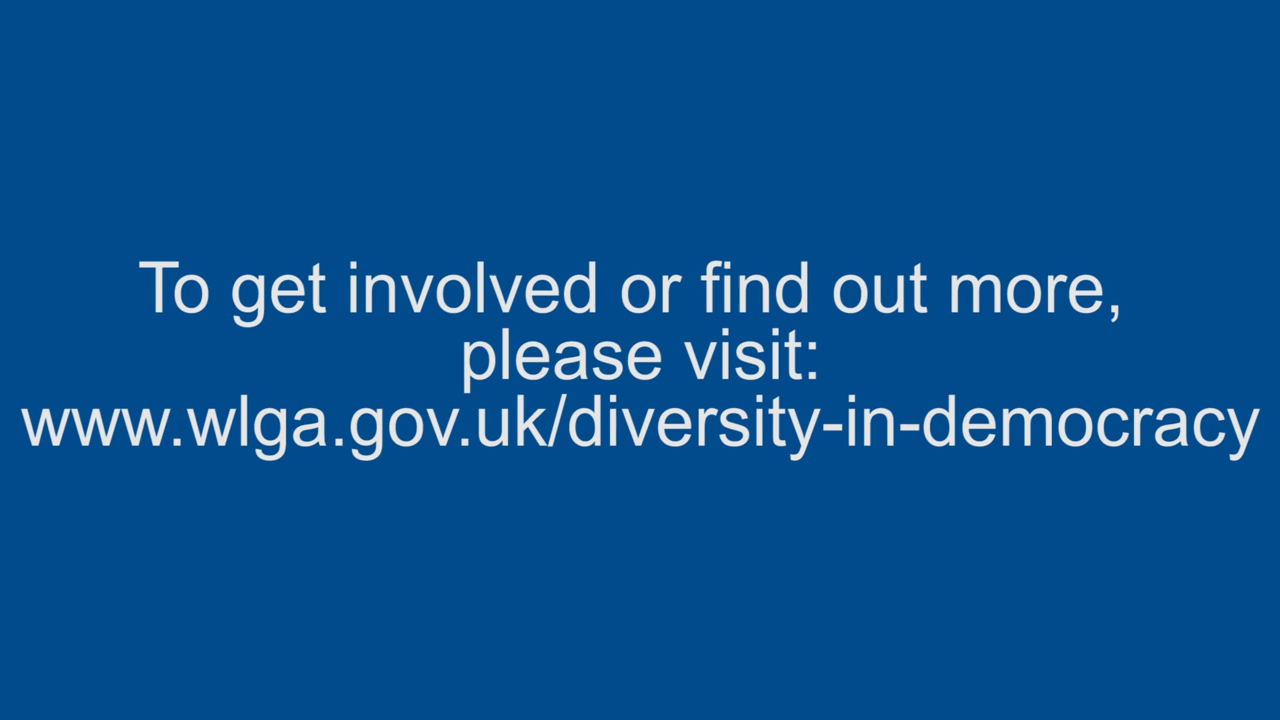 To get involved or find out more,
please visit:
www.wlga.gov.uk/diversity-in-democracy